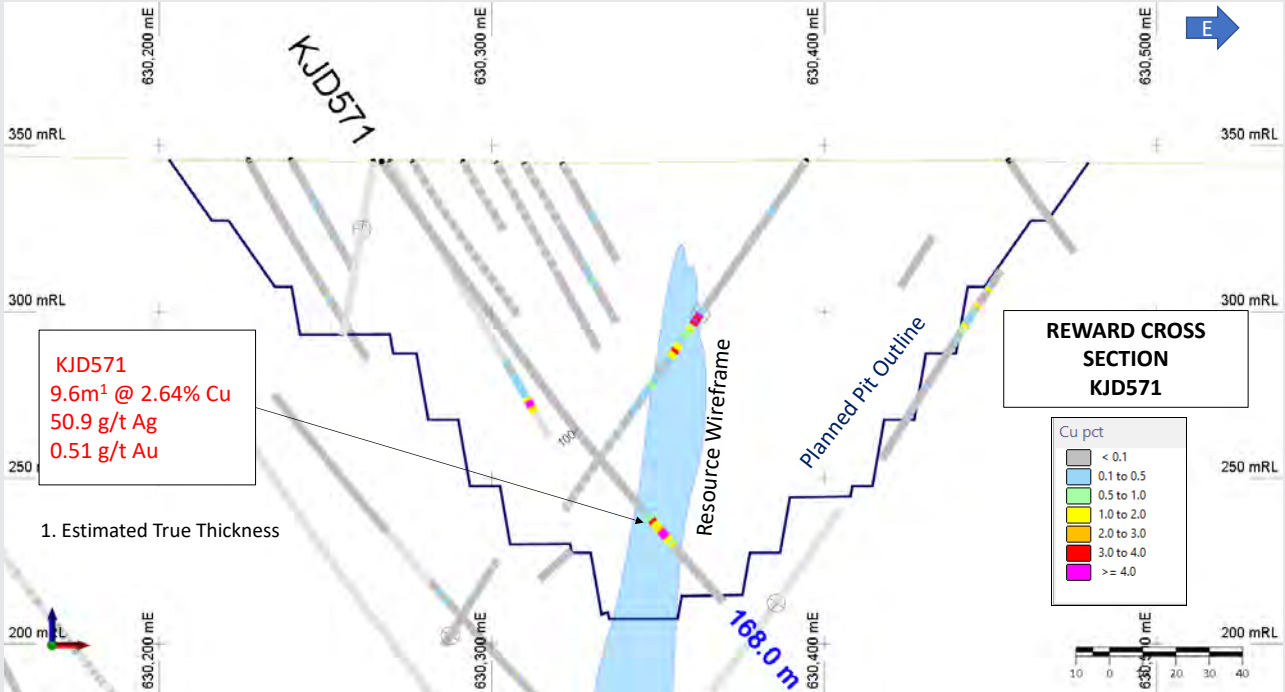 630,200 mE
630,300 mE
630,400 mE
630,500 mE
E
KJD571
350 mRL
350 mRL
300 mRL
300 mRL
KJD571
9.6m¹ @ 2.64% Cu
50.9 g/t Ag
0.51 g/t Au
REWARD CROSS
SECTION
KJD571
Resource Wireframe
Planned Pit Outline
100
Cu pct
< 0.1
0.1 to 0.5
0.5 to 1.0
1.0 to 2.0
2.0 to 3.0
3.0 to 4.0
>= 4.0
250 mRL
250 mRL
1. Estimated True Thickness
200 mRL
200 mRL
168.0 m
630,200 mE
630,300 mE
630,400 mE
630,500 mE
10 0 10 20 30 40